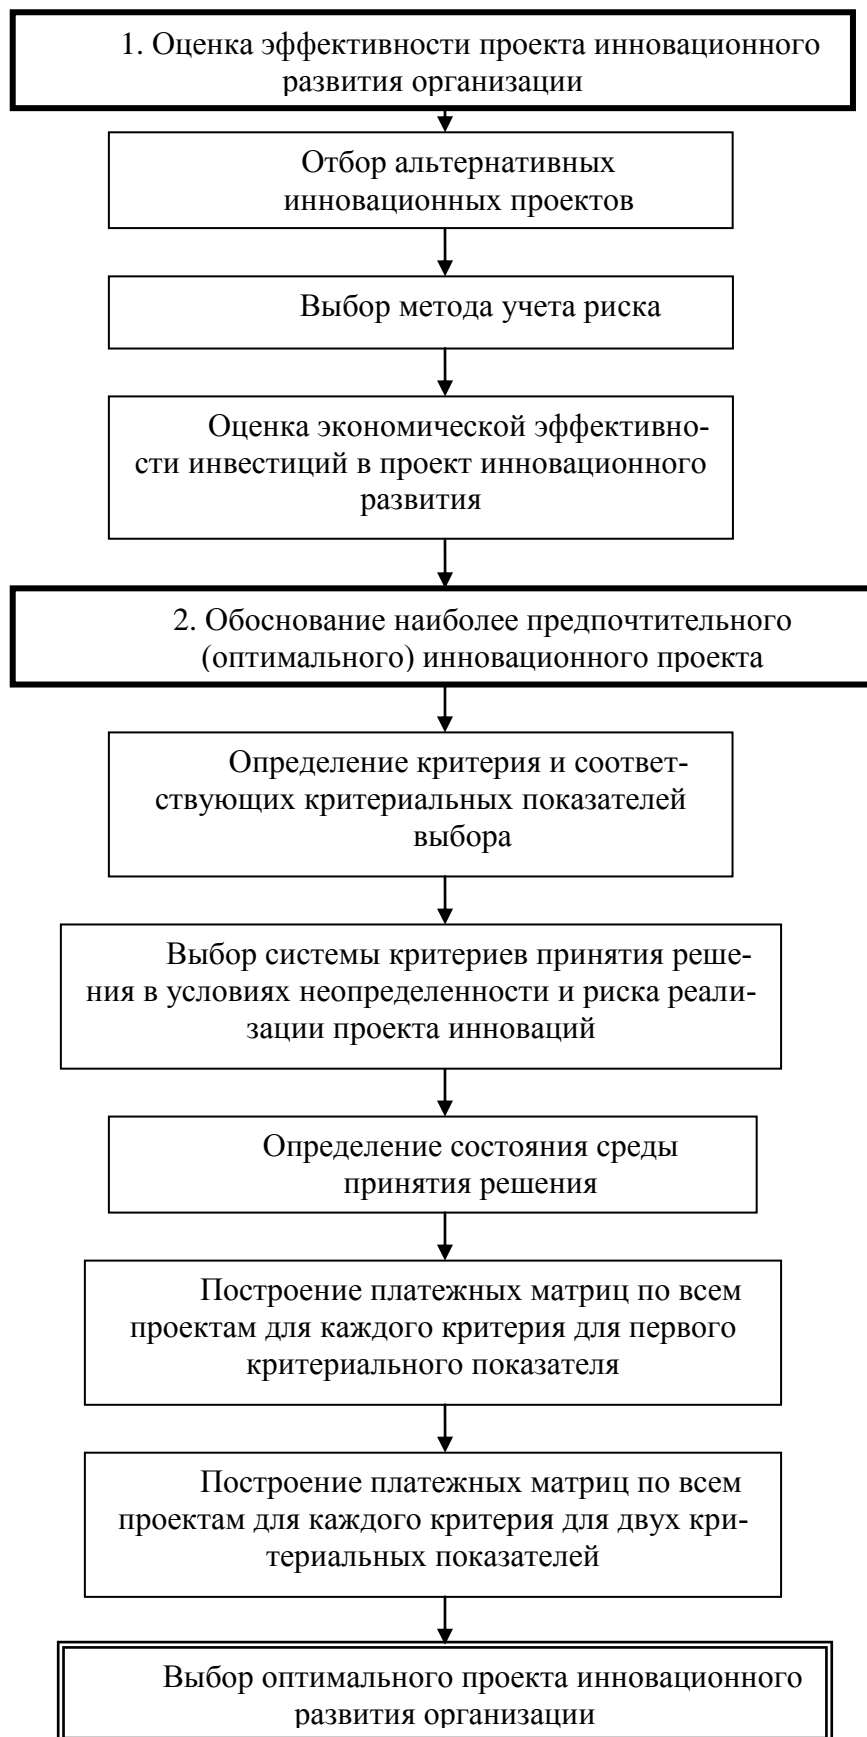 1. Оценка эффективности проекта инновационного
развития организации
Отбор альтернативных
инновационных проектов
Выбор метода учета риска
Оценка экономической эффективно-
сти инвестиций в проект инновационного
развития
2. Обоснование наиболее предпочтительного
(оптимального) инновационного проекта
Определение критерия и соответ-
ствующих критериальных показателей
выбора
Выбор системы критериев принятия реше-
ния в условиях неопределенности и риска реали-
зации проекта инноваций
Определение состояния среды
принятия решения
Построение платежных матриц по всем
проектам для каждого критерия для первого
критериального показателя
Построение платежных матриц по всем
проектам для каждого критерия для двух кри-
териальных показателей
Выбор оптимального проекта инновационного
развития организации